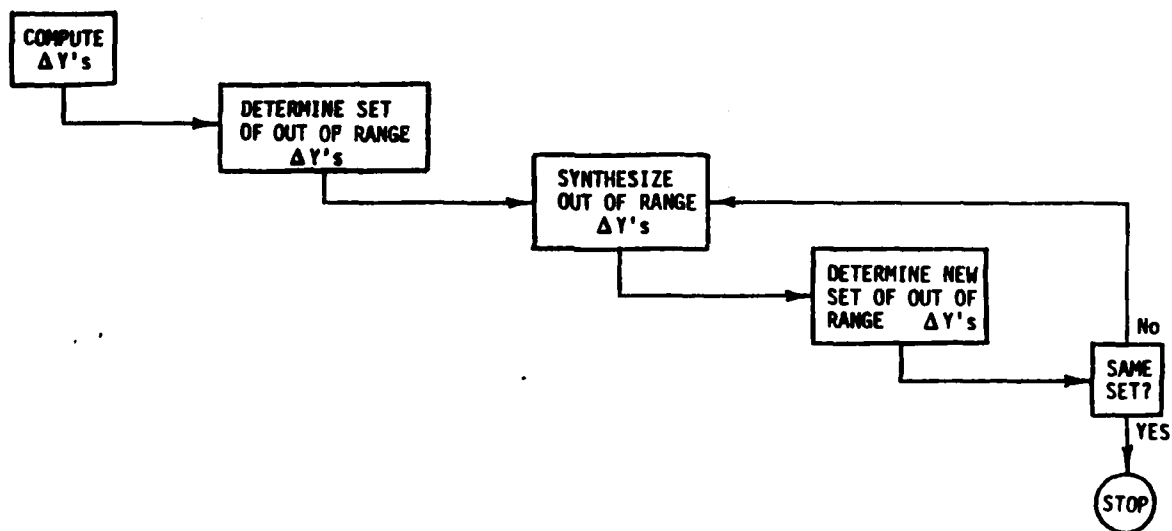 COMPUTE
ΔY's
DETERMINE SET
OF OUT OF RANGE
ΔY's
SYNTHESIZE
OUT OF RANGE
ΔY's
DETERMINE NEW
SET OF OUT OF
RANGE ΔY's
No
SAME
SET?
YES
STOP